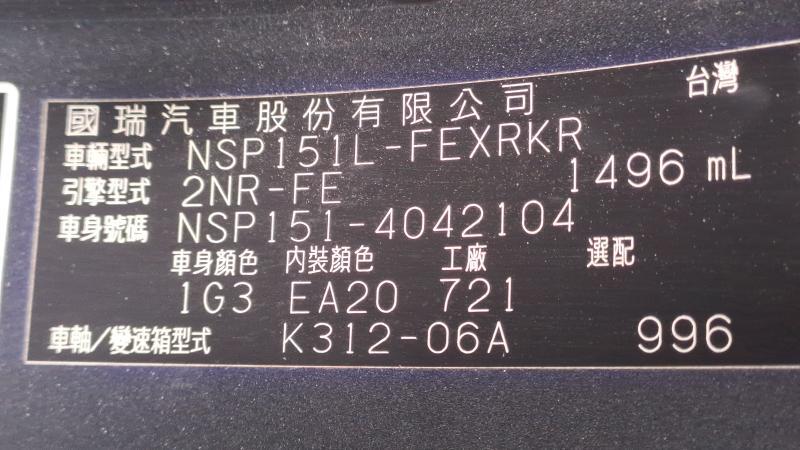 國瑞汽車股份有限公司 台灣
車輛型式 NSP151L-FEXRKR
引擎型式 2NR-FE 1496 mL
車身號碼 NSP151-4042104
車身顏色 內裝顏色 工廠 選配
1G3 EA20 721
車軸/變速箱型式 K312-06A 996